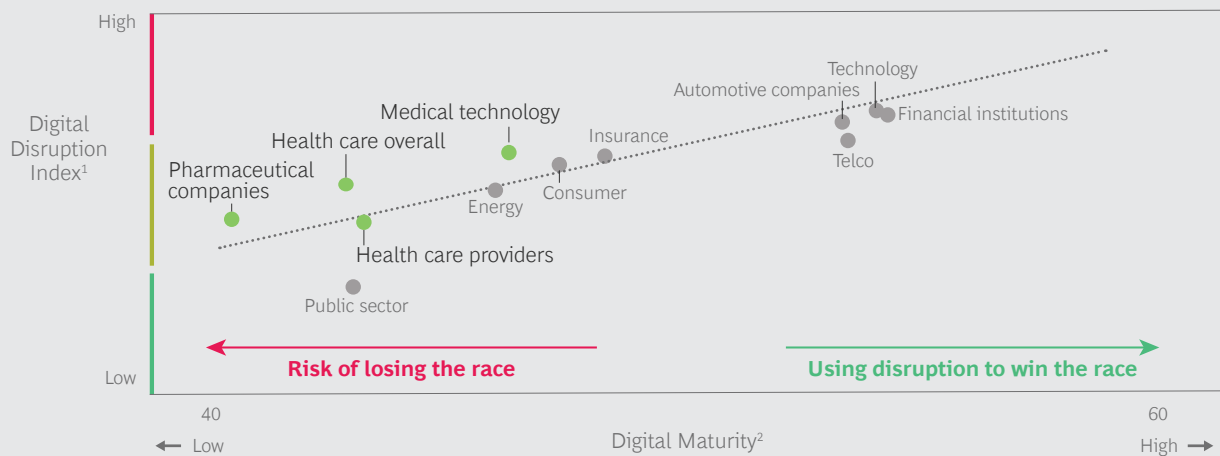 High
Technology
Automotive companies
Financial institutions
Medical technology
Insurance
Digital
Disruption
Index¹
Health care overall
Telco
Pharmaceutical
companies
Consumer
Energy
Health care providers
Public sector
Risk of losing the race
Using disruption to win the race
Low
40
60
← Low
Digital Maturity²
High →